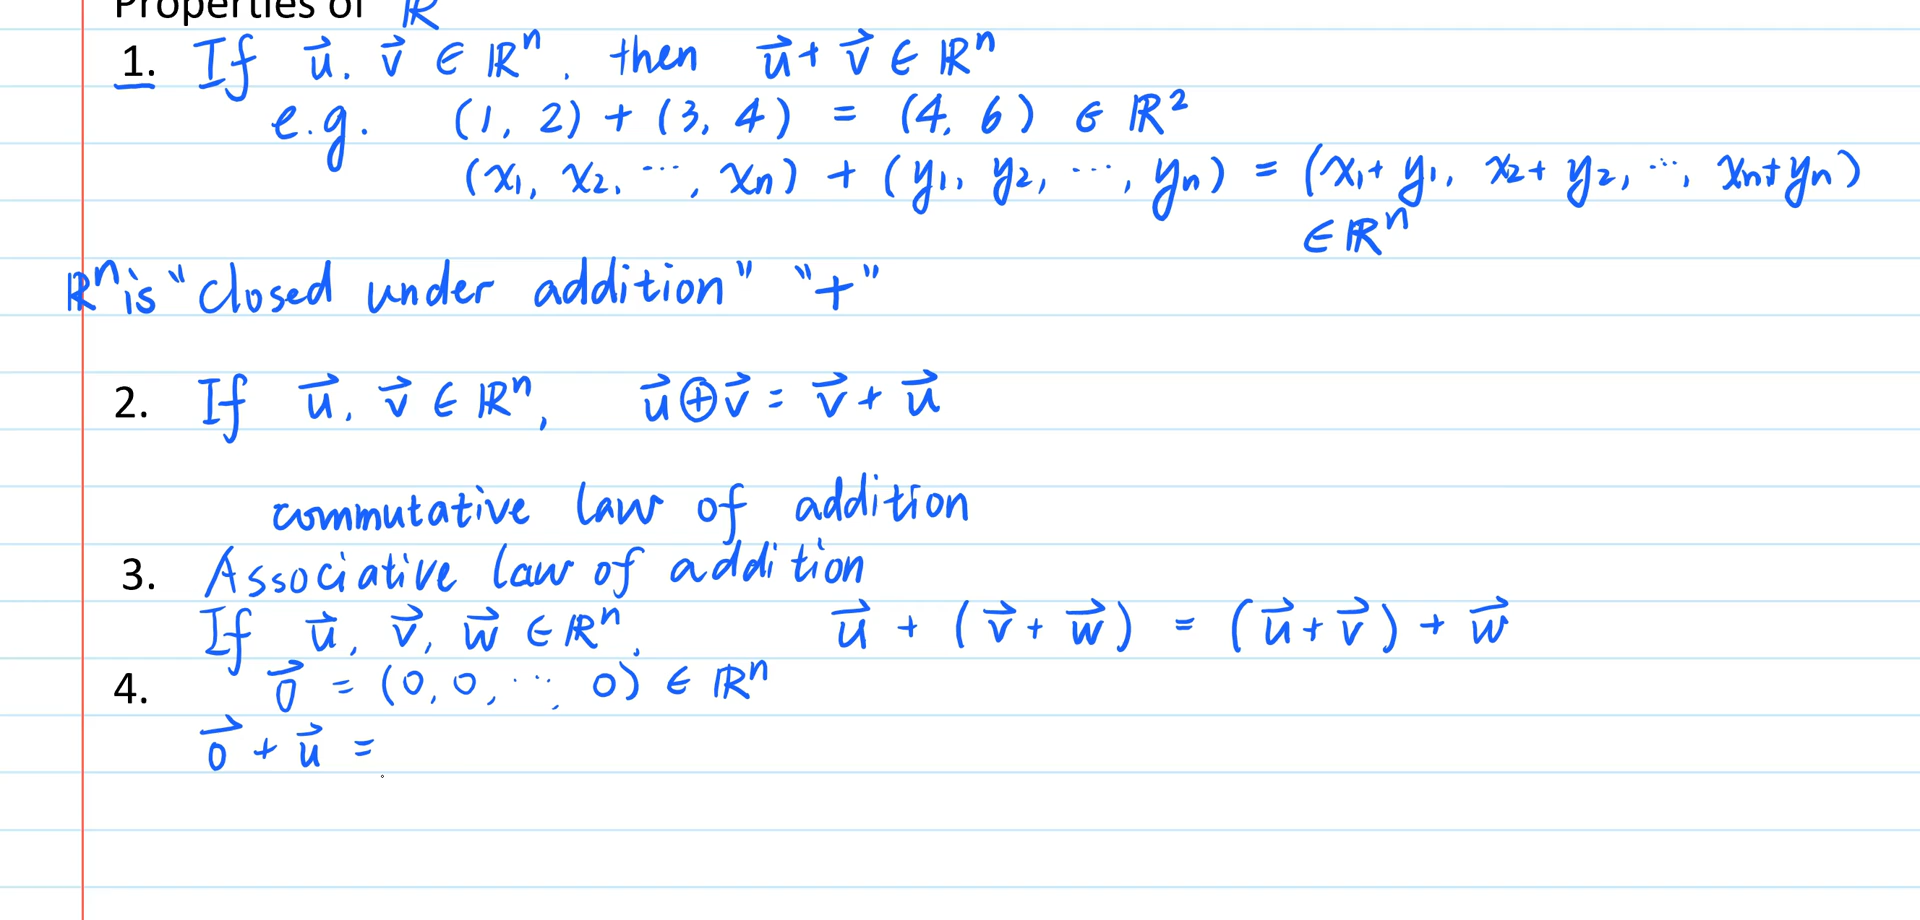 Properties of ℝ
1. If u⃗, v⃗ ∈ ℝⁿ, then u⃗ + v⃗ ∈ ℝⁿ
e.g. (1, 2) + (3, 4) = (4, 6) ∈ ℝ²
(x₁, x₂, ⋯, xₙ) + (y₁, y₂, ⋯, yₙ) = (x₁+y₁, x₂+y₂, ⋯, xₙ+yₙ)
∈ ℝⁿ
ℝⁿ is "closed under addition" "+"
2. If u⃗, v⃗ ∈ ℝⁿ, u⃗ ⊕ v⃗ = v⃗ + u⃗
commutative law of addition
3. Associative law of addition
If u⃗, v⃗, w⃗ ∈ ℝⁿ, u⃗ + (v⃗ + w⃗) = (u⃗ + v⃗) + w⃗
4. 0⃗ = (0, 0, ⋯, 0) ∈ ℝⁿ
0⃗ + u⃗ =